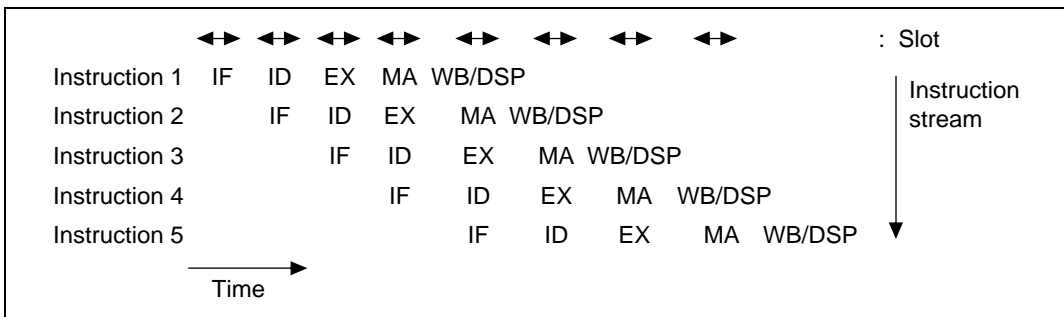 : Slot
Instruction 1 IF ID EX MA WB/DSP
Instruction 2 IF ID EX MA WB/DSP
Instruction 3 IF ID EX MA WB/DSP
Instruction 4 IF ID EX MA WB/DSP
Instruction 5 IF ID EX MA WB/DSP
Instruction
stream
Time